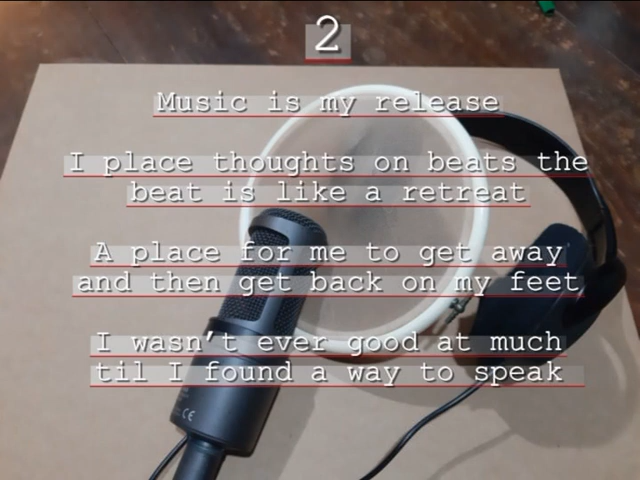 2
Music is my release
I place thoughts on beats the
beat is like a retreat
A place for me to get away
and then get back on my feet
I wasn't ever good at much
til I found a way to speak
CE